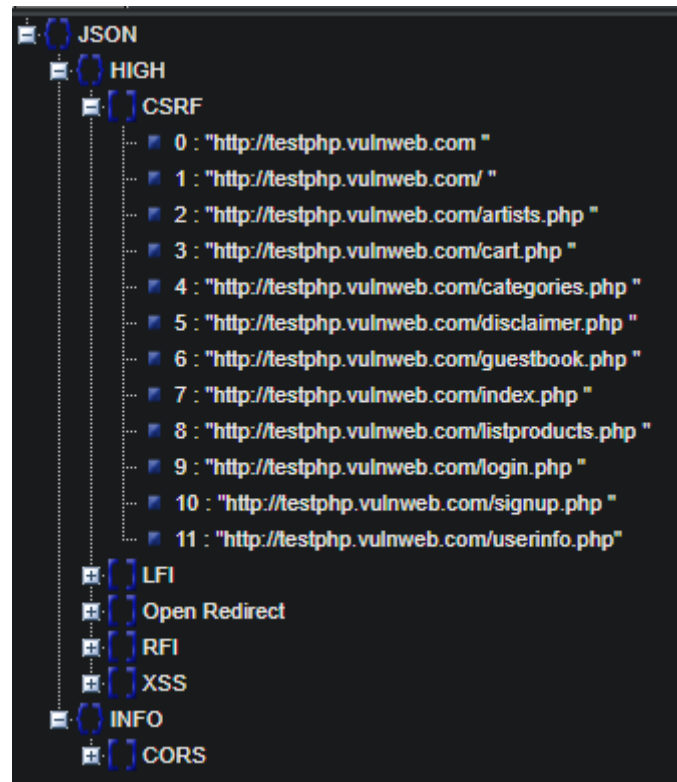 JSON
HIGH
CSRF
0 : "http://testphp.vulnweb.com "
1 : "http://testphp.vulnweb.com/ "
2 : "http://testphp.vulnweb.com/artists.php "
3 : "http://testphp.vulnweb.com/cart.php "
4 : "http://testphp.vulnweb.com/categories.php "
5 : "http://testphp.vulnweb.com/disclaimer.php "
6 : "http://testphp.vulnweb.com/guestbook.php "
7 : "http://testphp.vulnweb.com/index.php "
8 : "http://testphp.vulnweb.com/listproducts.php "
9 : "http://testphp.vulnweb.com/login.php "
10 : "http://testphp.vulnweb.com/signup.php "
11 : "http://testphp.vulnweb.com/userinfo.php"
LFI
Open Redirect
RFI
XSS
INFO
CORS